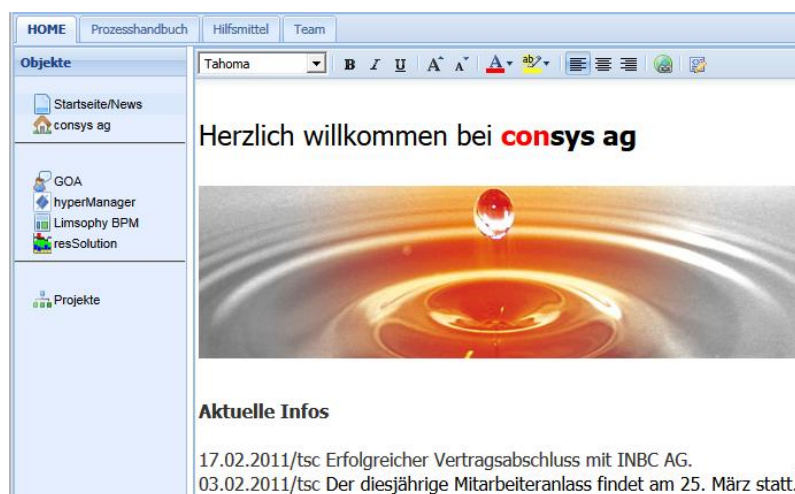 HOME Prozesshandbuch Hilfsmittel Team
Objekte
Tahoma B I U A A A ab
Startseite/News
consys ag
GOA
hyperManager
Limsophy BPM
resSolution
Projekte
Herzlich willkommen bei consys ag
Aktuelle Infos
17.02.2011/tsc Erfolgreicher Vertragsabschluss mit INBC AG.
03.02.2011/tsc Der diesjährige Mitarbeiteranlass findet am 25. März statt.